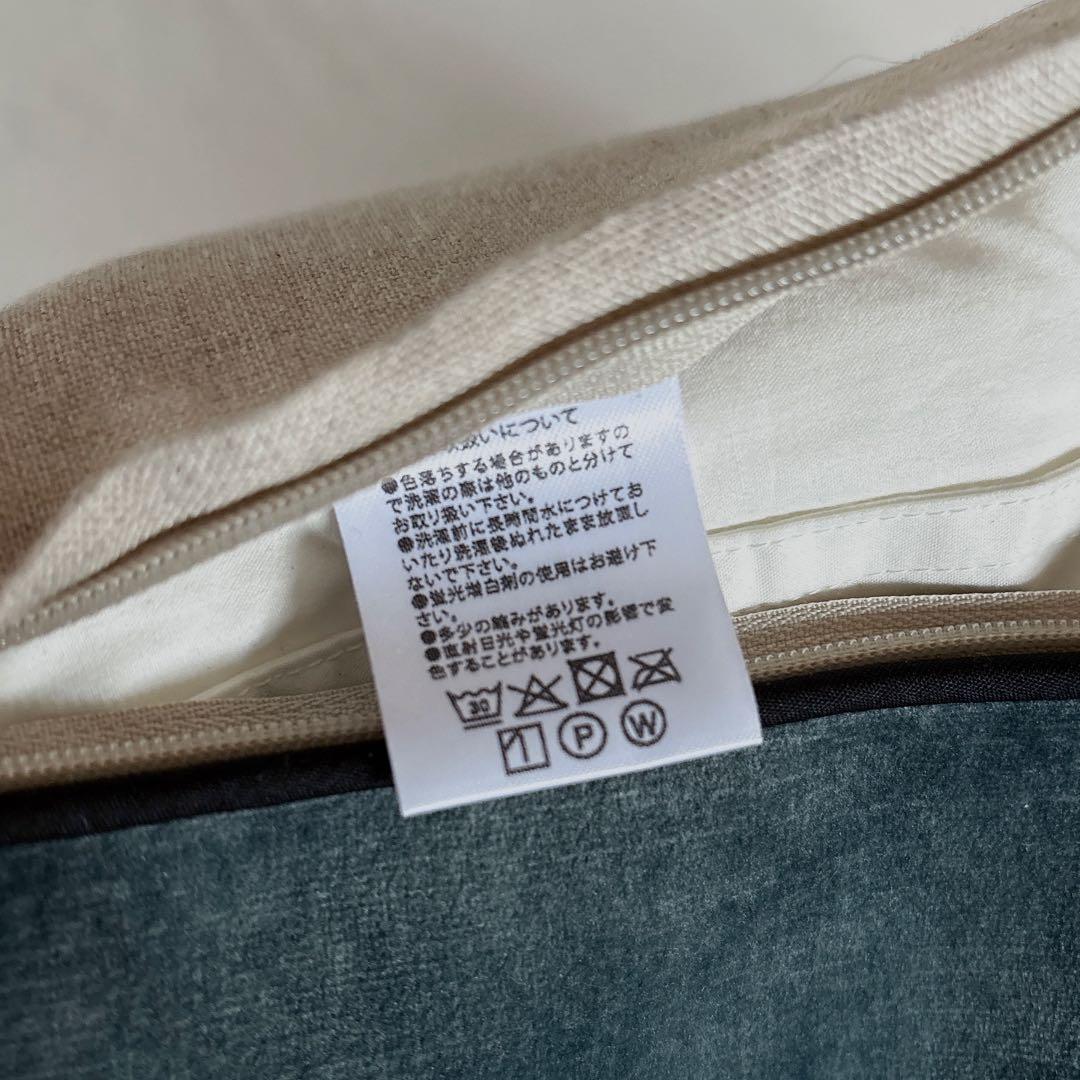 扱いについて
●色落ちする場合がありますの
で洗濯の際は他のものと分けて
お取り扱い下さい。
●洗濯前に長時間水につけてお
いたり洗濯後ぬれたまま放置し
ないで下さい。
●蛍光増白剤の使用はお避け下
さい。
●多少の縮みがあります。
●直射日光や蛍光灯の影響で変
色することがあります。
30
P W